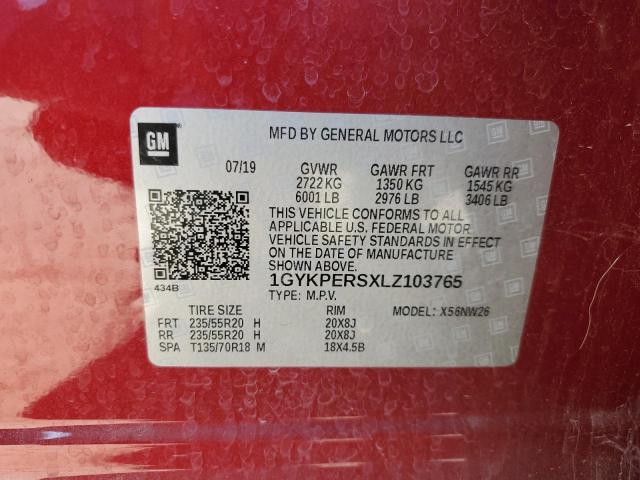 GM
MFD BY GENERAL MOTORS LLC
07/19 GVWR GAWR FRT GAWR RR
2722 KG 1350 KG 1545 KG
6001 LB 2976 LB 3406 LB
THIS VEHICLE CONFORMS TO ALL
APPLICABLE U.S. FEDERAL MOTOR
VEHICLE SAFETY STANDARDS IN EFFECT
ON THE DATE OF MANUFACTURE
SHOWN ABOVE.
434B
1GYKPERSXLZ103765
TYPE: M.P.V.
TIRE SIZE RIM MODEL: X56NW26
FRT 235/55R20 H 20X8J
RR 235/55R20 H 20X8J
SPA T135/70R18 M 18X4.5B